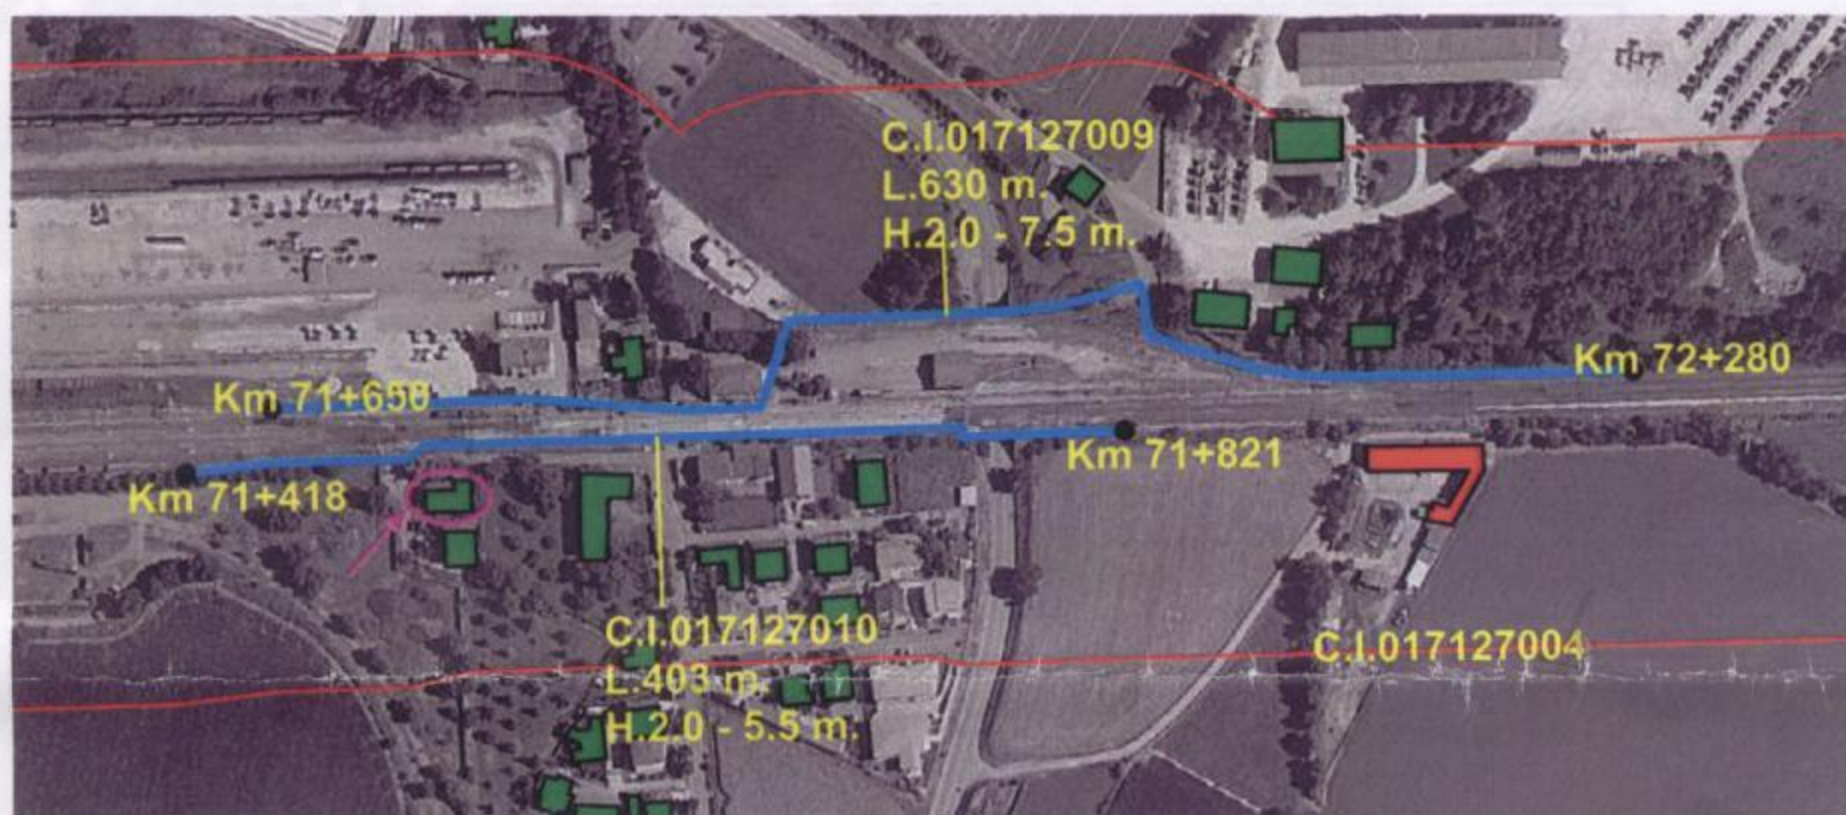 C.I.017127009
L.630 m.
H.2.0 - 7.5 m.
Km 71+650
Km 72+280
Km 71+418
Km 71+821
C.I.017127010
L.403 m.
H.2.0 - 5.5 m.
C.I.017127004